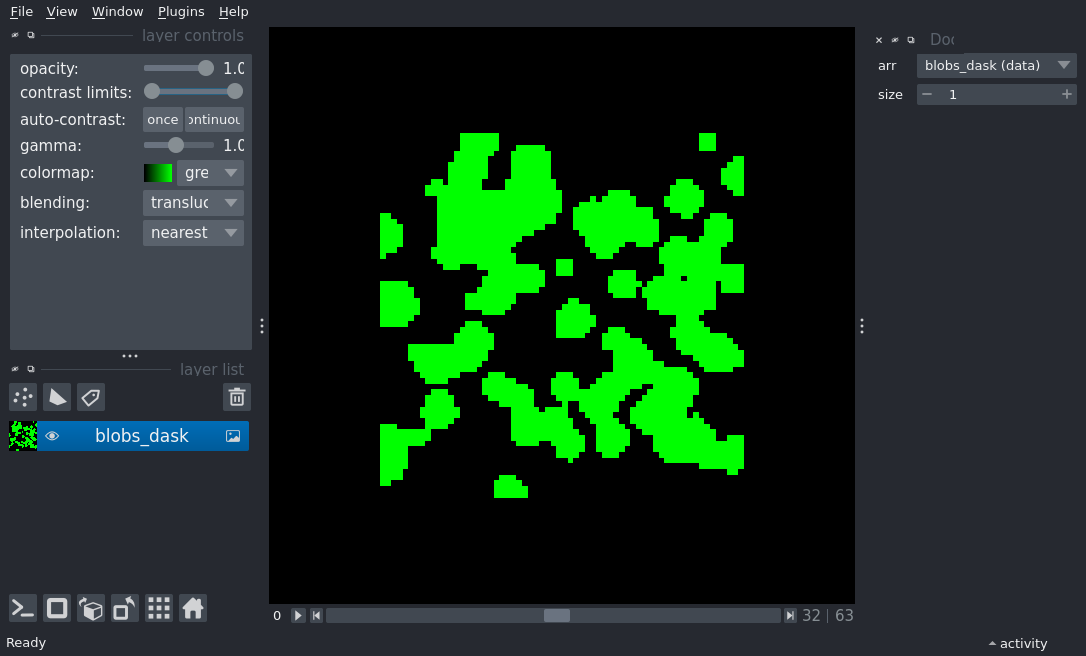 File View Window Plugins Help
layer controls
opacity: 1.0
contrast limits:
auto-contrast: once ontinuou
gamma: 1.0
colormap: gre
blending: transluc
interpolation: nearest
layer list
blobs_dask
0 32 | 63
Ready
Doc
arr blobs_dask (data)
size 1
activity